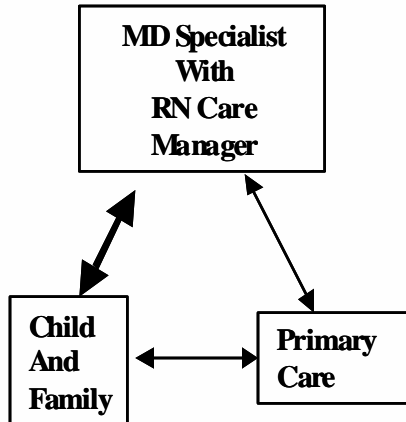 MD Specialist
With
RN Care
Manager
Child
And
Family
Primary
Care